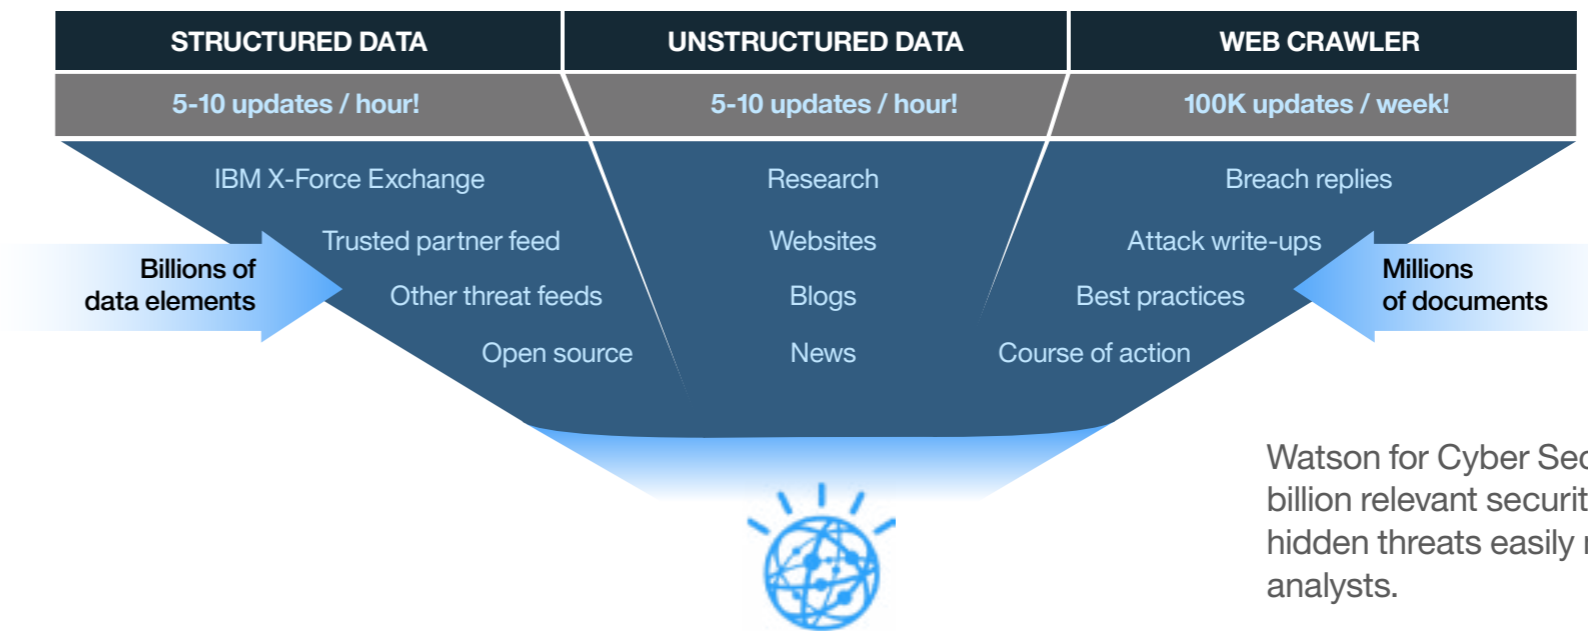 STRUCTURED DATA
UNSTRUCTURED DATA
WEB CRAWLER
5-10 updates / hour!
5-10 updates / hour!
100K updates / week!
IBM X-Force Exchange
Research
Breach replies
Trusted partner feed
Websites
Attack write-ups
Billions of
data elements
Other threat feeds
Blogs
Best practices
Millions
of documents
Open source
News
Course of action
Watson for Cyber
billion relevant
hidden threats easily
analysts.